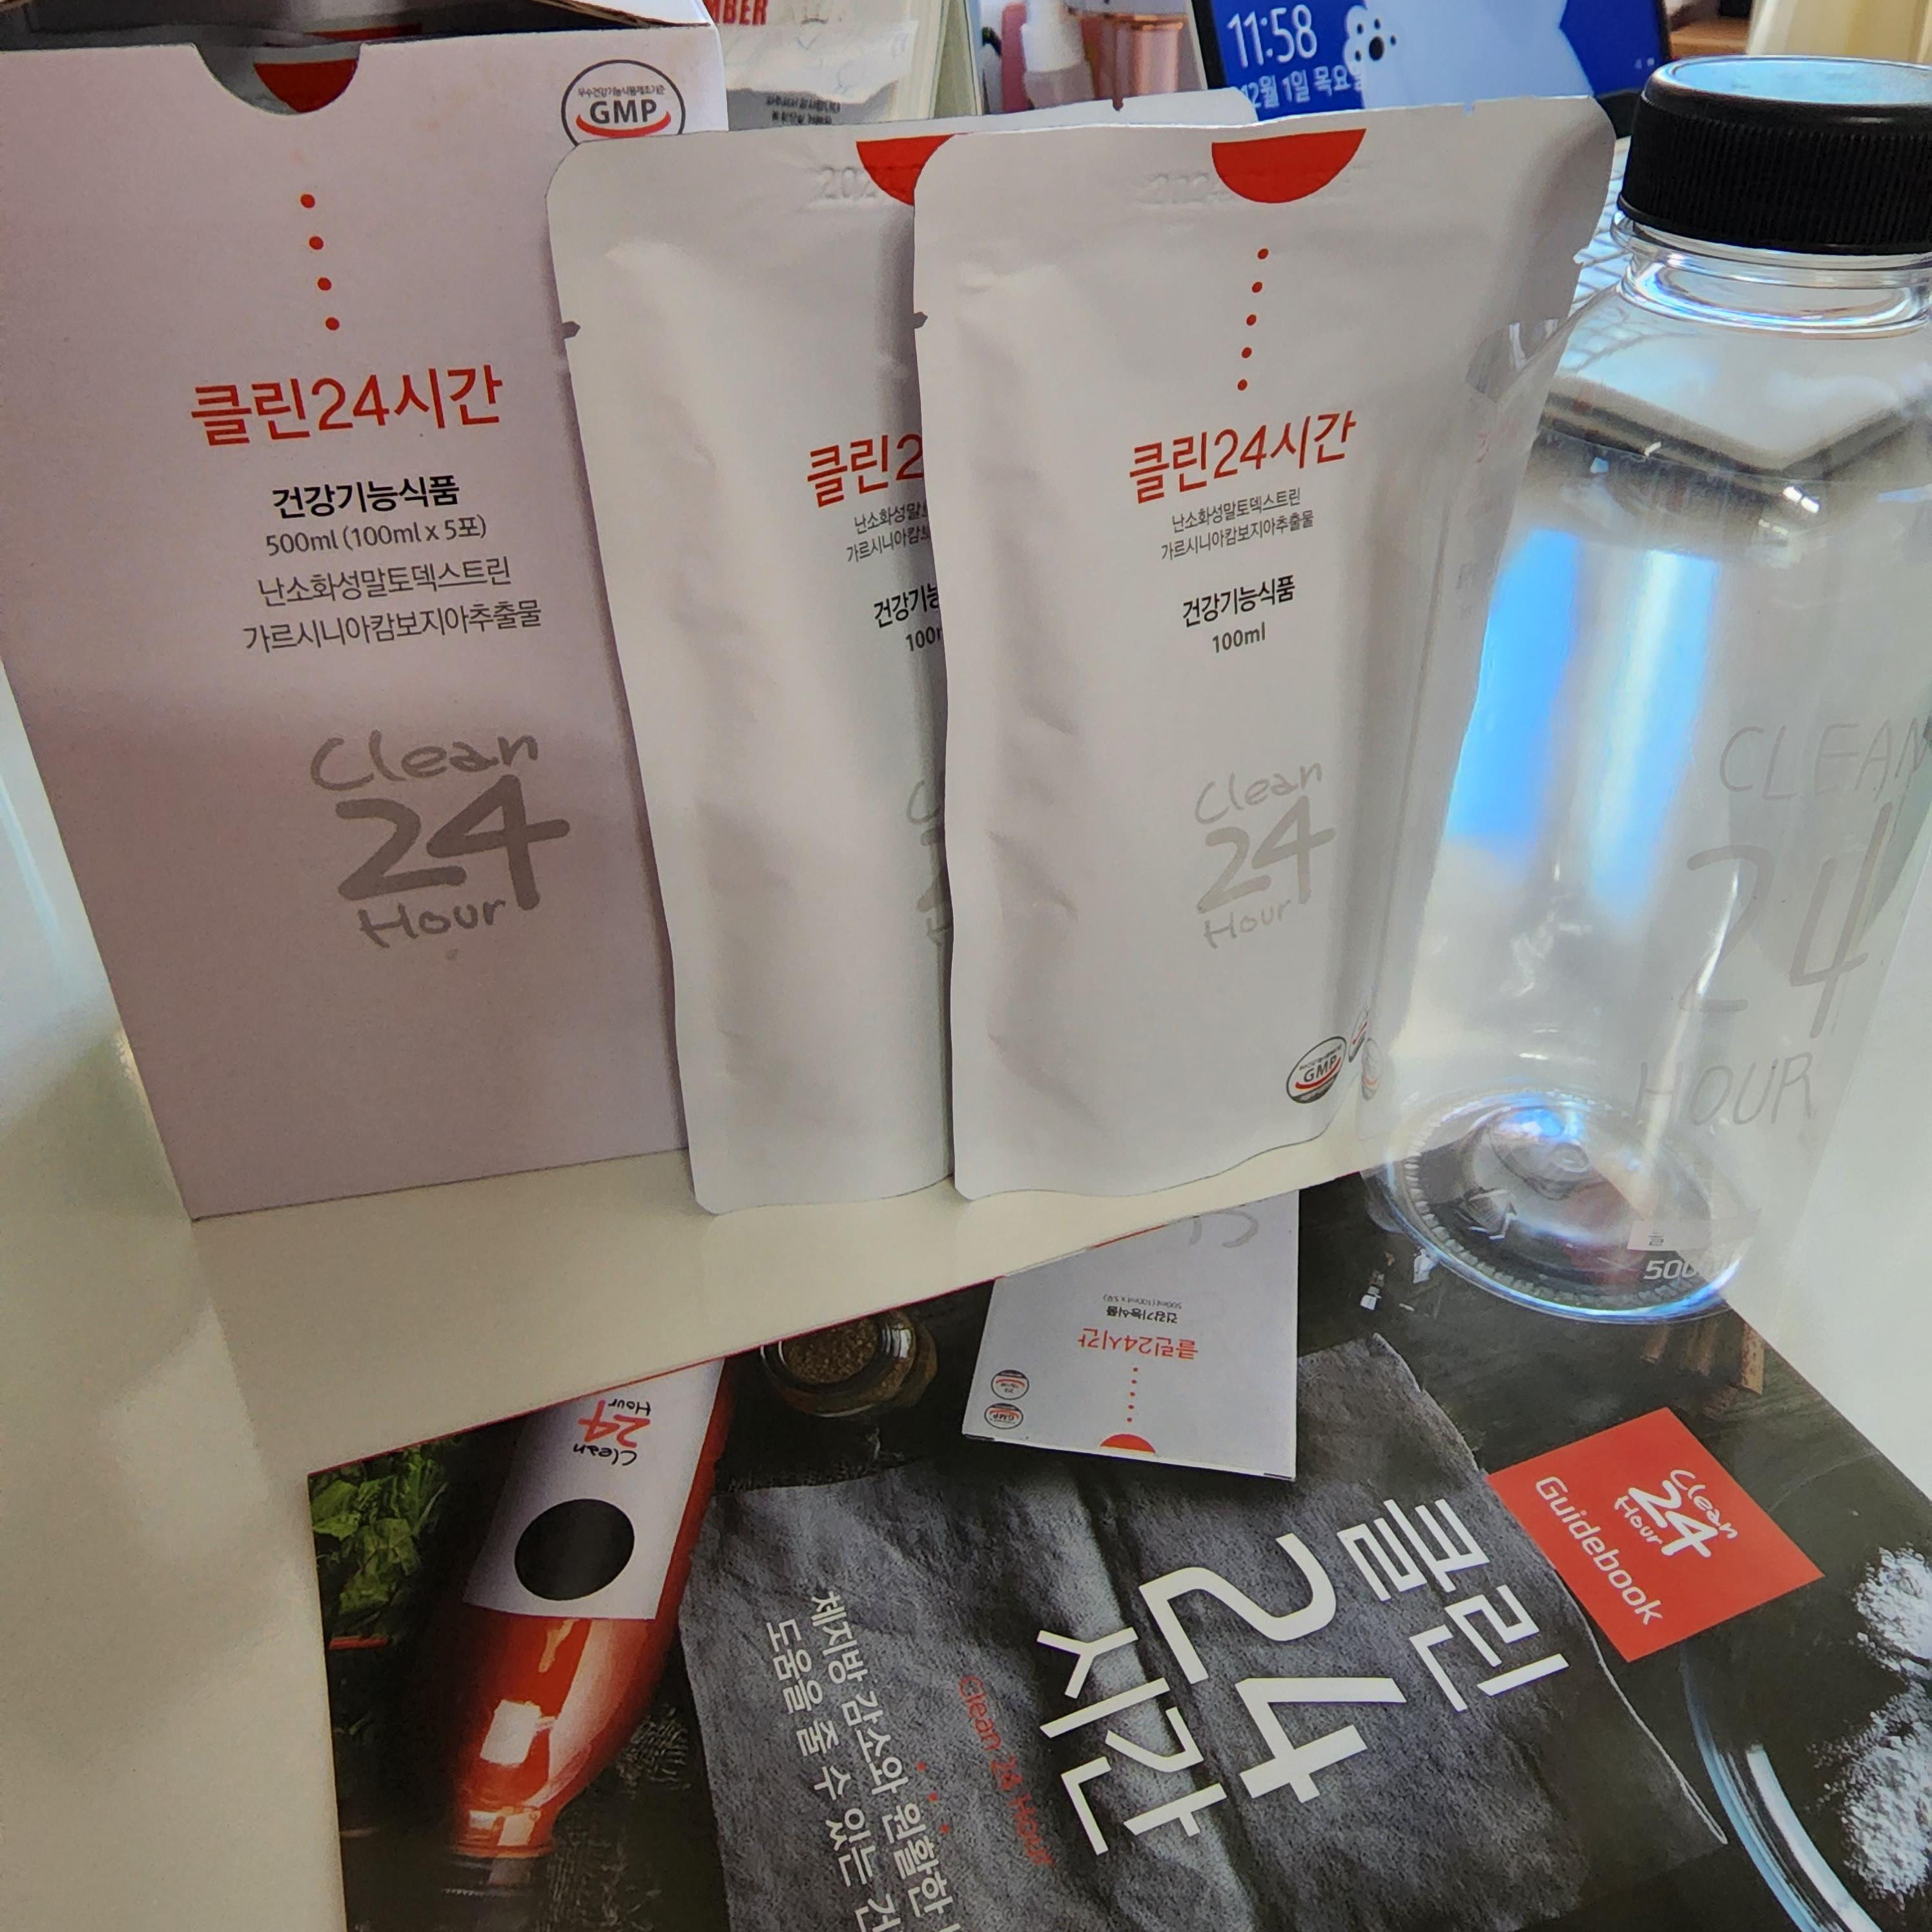 MBER
11:58
12월 1일 목요일
우수건강기능식품제조기준
GMP
클린24시간
건강기능식품
500ml (100ml x 5포)
난소화성말토덱스트린
가르시니아캄보지아추출물
Clean
24
Hour
클린2
난소화성말
가르시니아캄보
건강기능
100m
클린24시간
난소화성말토덱스트린
가르시니아캄보지아추출물
건강기능식품
100ml
Clean
24
Hour
GMP
CLEAN
24
HOUR
500ml
클린24시간
건강기능식품
500ml (100ml x 5포)
GMP
Clean
24
Hour
Clean
24
Hour
Guidebook
클린
24
시간
Clean 24 Hour
체지방 감소와 원활한
도움을 줄 수 있는 건